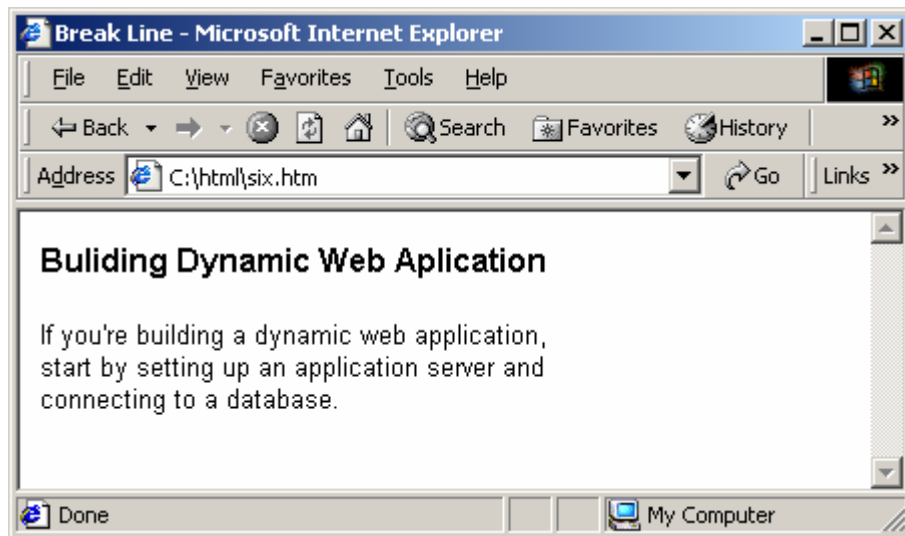 Break Line - Microsoft Internet Explorer
File Edit View Favorites Tools Help
Back Search Favorites History »
Address C:\html\six.htm Go Links »
Buliding Dynamic Web Aplication
If you're building a dynamic web application,
start by setting up an application server and
connecting to a database.
Done My Computer